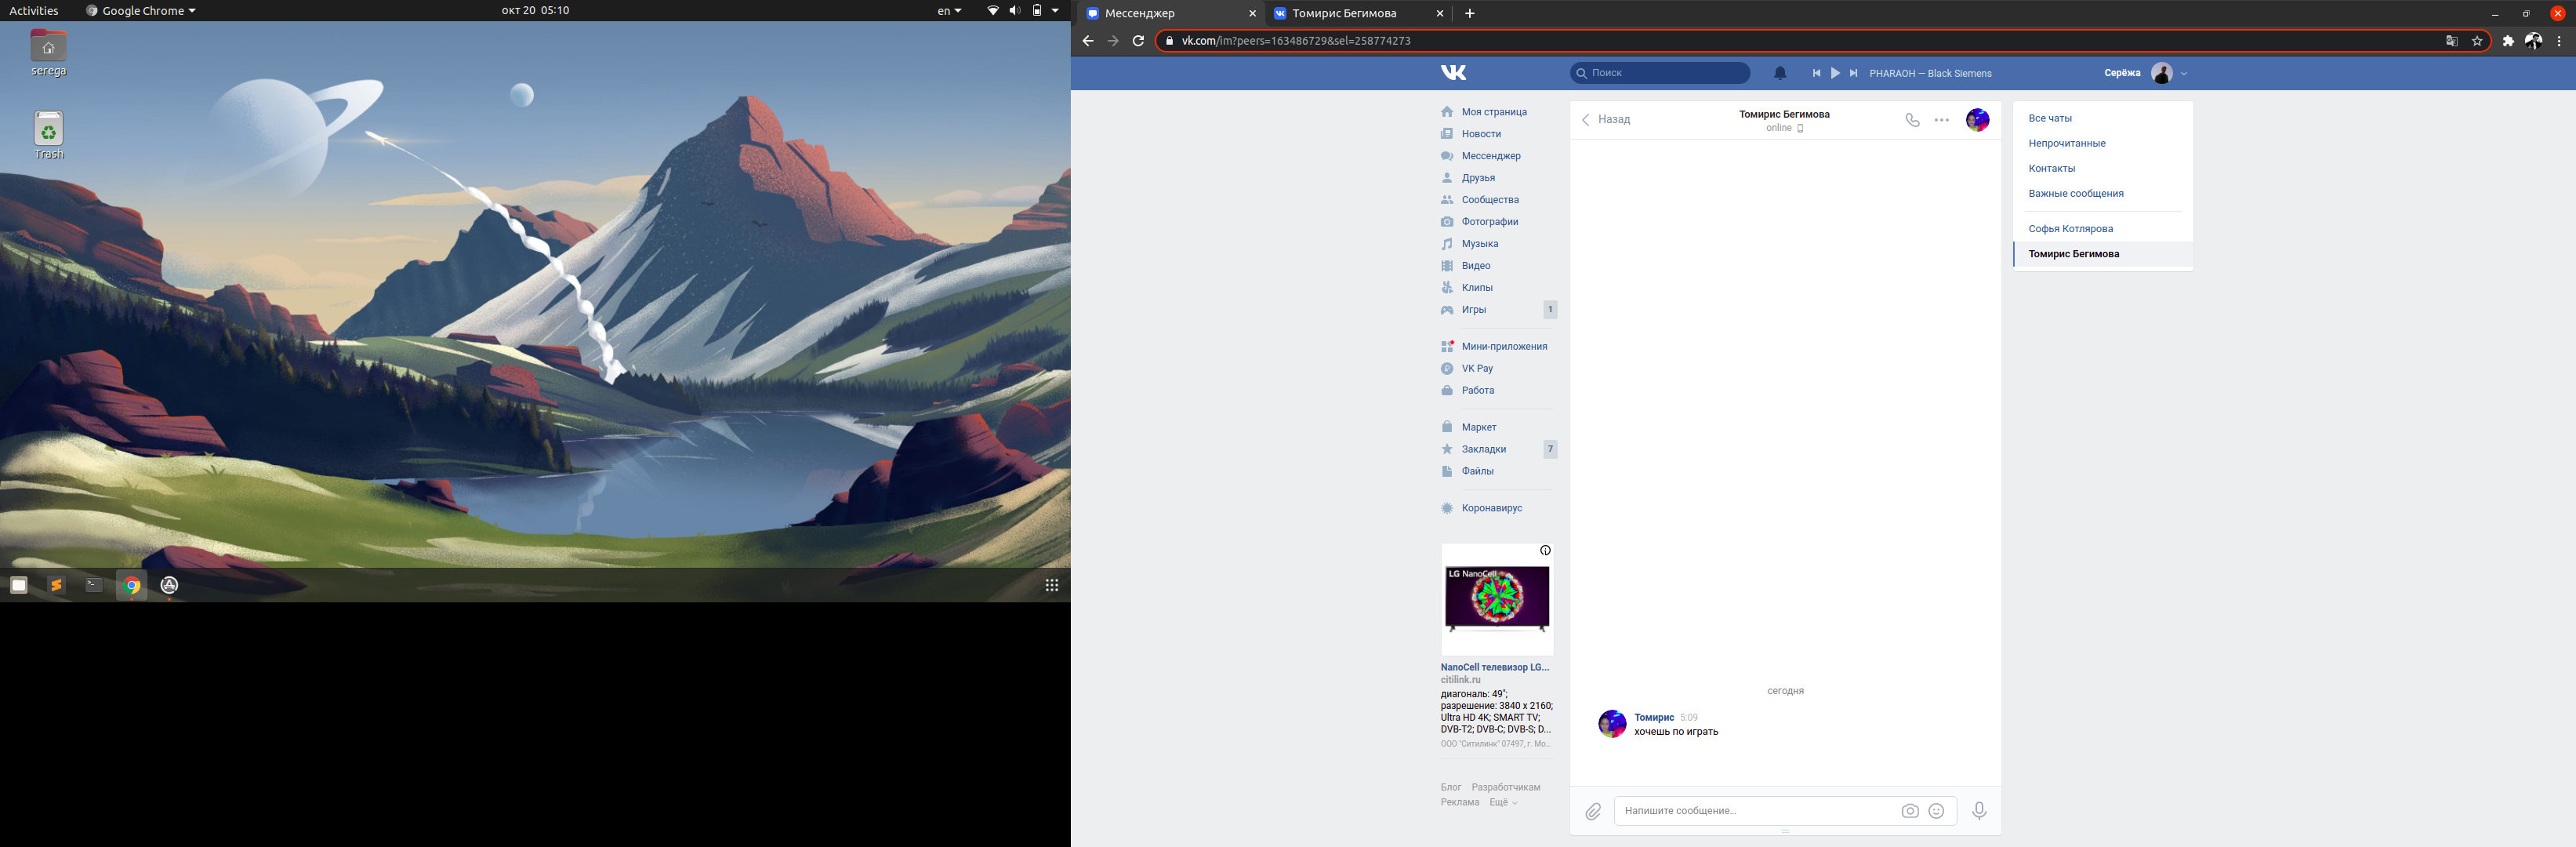 Activities
Google Chrome
окт 20 05:10
en
serega
Trash
Мессенджер
Томирис Бегимова
vk.com/im?peers=163486729&sel=258774273
Поиск
PHARAOH — Black Siemens
Серёжа
Моя страница
Новости
Мессенджер
Друзья
Сообщества
Фотографии
Музыка
Видео
Клипы
Игры 1
Мини-приложения
VK Pay
Работа
Маркет
Закладки 7
Файлы
Коронавирус
LG NanoCell
NanoCell телевизор LG...
citilink.ru
диагональ: 49";
разрешение: 3840 x 2160;
Ultra HD 4K; SMART TV;
DVB-T2; DVB-C; DVB-S; D...
ООО "Ситилинк" 07497, г. Мо...
Блог Разработчикам
Реклама Ещё
Назад
Томирис Бегимова
online
сегодня
Томирис 5:09
хочешь по играть
Напишите сообщение...
Все чаты
Непрочитанные
Контакты
Важные сообщения
Софья Котлярова
Томирис Бегимова